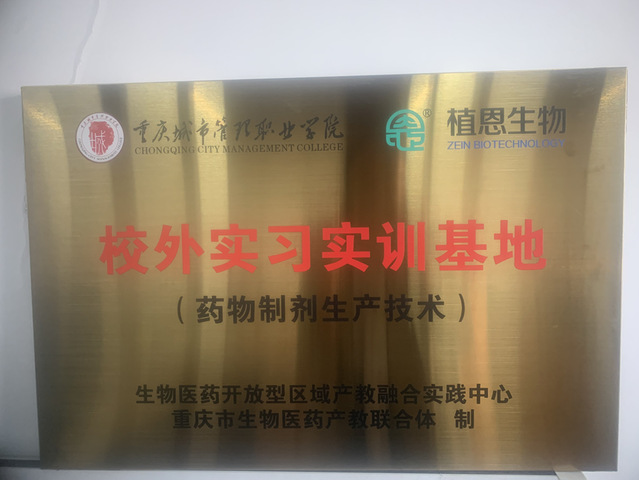 重庆城市管理职业学院
CHONGQING CITY MANAGEMENT COLLEGE
植恩生物
ZEIN BIOTECHNOLOGY
®
校外实习实训基地
（药物制剂生产技术）
生物医药开放型区域产教融合实践中心
重庆市生物医药产教联合体 制